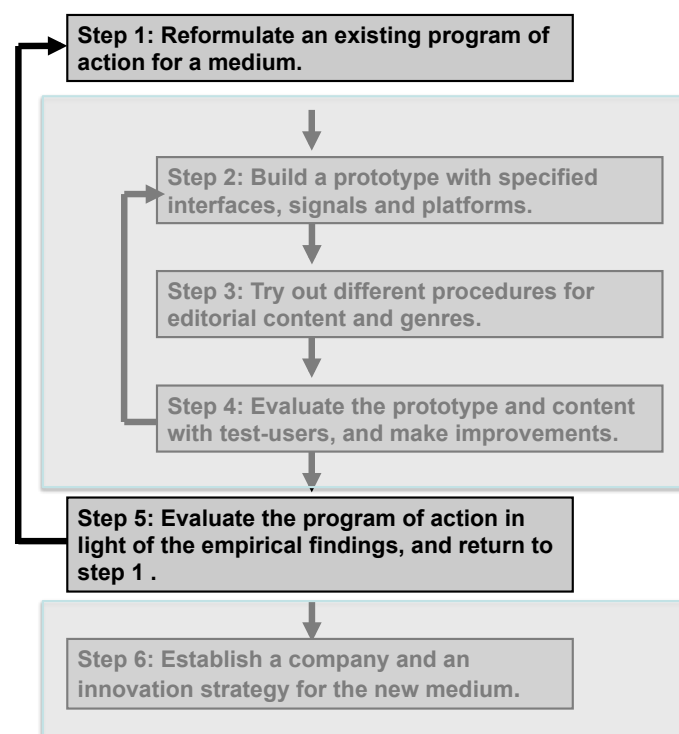 Step 1: Reformulate an existing program of
action for a medium.
Step 2: Build a prototype with specified
interfaces, signals and platforms.
Step 3: Try out different procedures for
editorial content and genres.
Step 4: Evaluate the prototype and content
with test-users, and make improvements.
Step 5: Evaluate the program of action in
light of the empirical findings, and return to
step 1 .
Step 6: Establish a company and an
innovation strategy for the new medium.